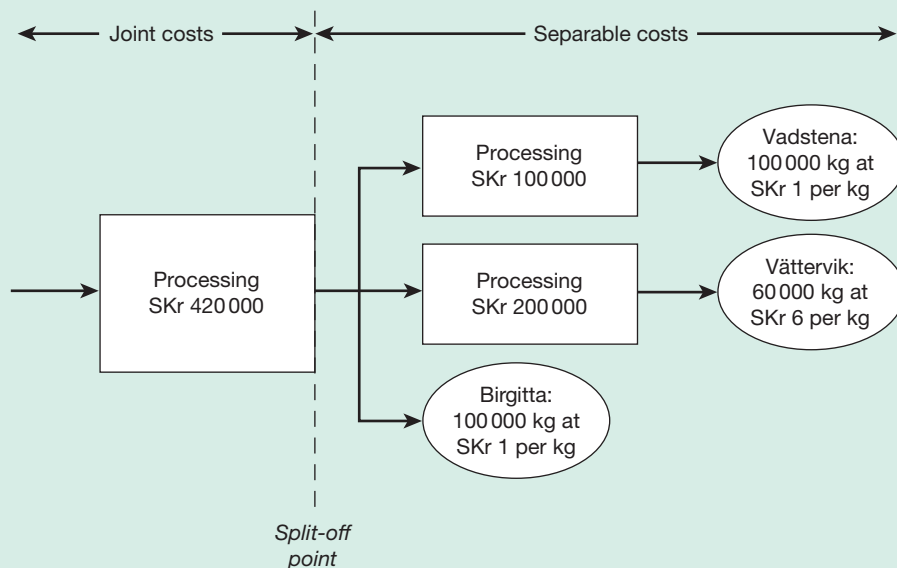 Joint costs
Separable costs
Processing
SKr 100 000
Vadstena:
100 000 kg at
SKr 1 per kg
Processing
SKr 420 000
Processing
SKr 200 000
Vättervik:
60 000 kg at
SKr 6 per kg
Birgitta:
100 000 kg at
SKr 1 per kg
Split-off
point